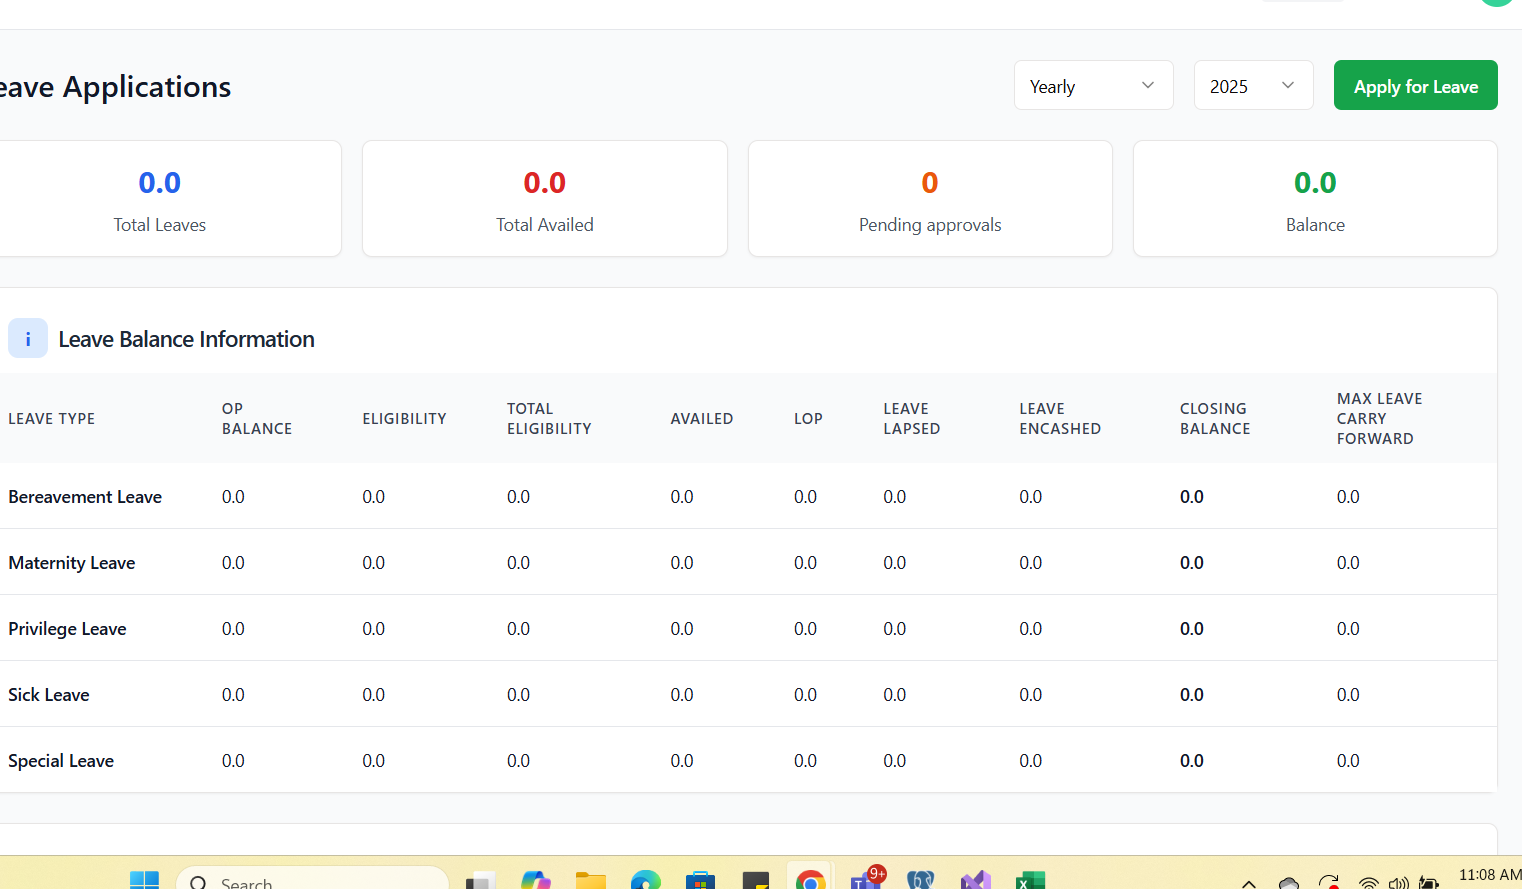 eave Applications
Yearly
2025
Apply for Leave
0.0
Total Leaves
0.0
Total Availed
0
Pending approvals
0.0
Balance
i
Leave Balance Information
LEAVE TYPE OP BALANCE ELIGIBILITY TOTAL ELIGIBILITY AVAILED LOP LEAVE LAPSED LEAVE ENCASHED CLOSING BALANCE MAX LEAVE CARRY FORWARD
Bereavement Leave 0.0 0.0 0.0 0.0 0.0 0.0 0.0 0.0 0.0
Maternity Leave 0.0 0.0 0.0 0.0 0.0 0.0 0.0 0.0 0.0
Privilege Leave 0.0 0.0 0.0 0.0 0.0 0.0 0.0 0.0 0.0
Sick Leave 0.0 0.0 0.0 0.0 0.0 0.0 0.0 0.0 0.0
Special Leave 0.0 0.0 0.0 0.0 0.0 0.0 0.0 0.0 0.0
Search
9+
11:08 AM